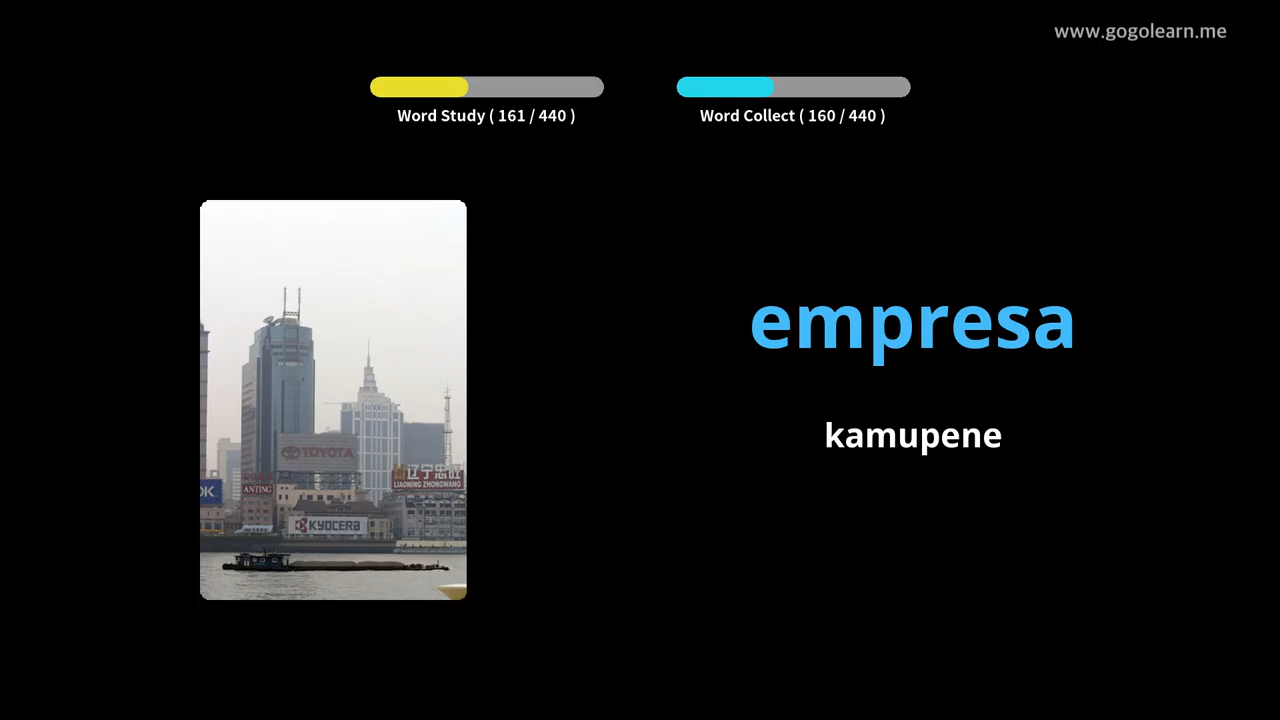 www.gogolearn.me
Word Study ( 161 / 440 )
Word Collect ( 160 / 440 )
empresa
kamupene
TOYOTA
辽宁忠旺
LIAONING ZHONGWANG
OK
ANTING
KYOCERA